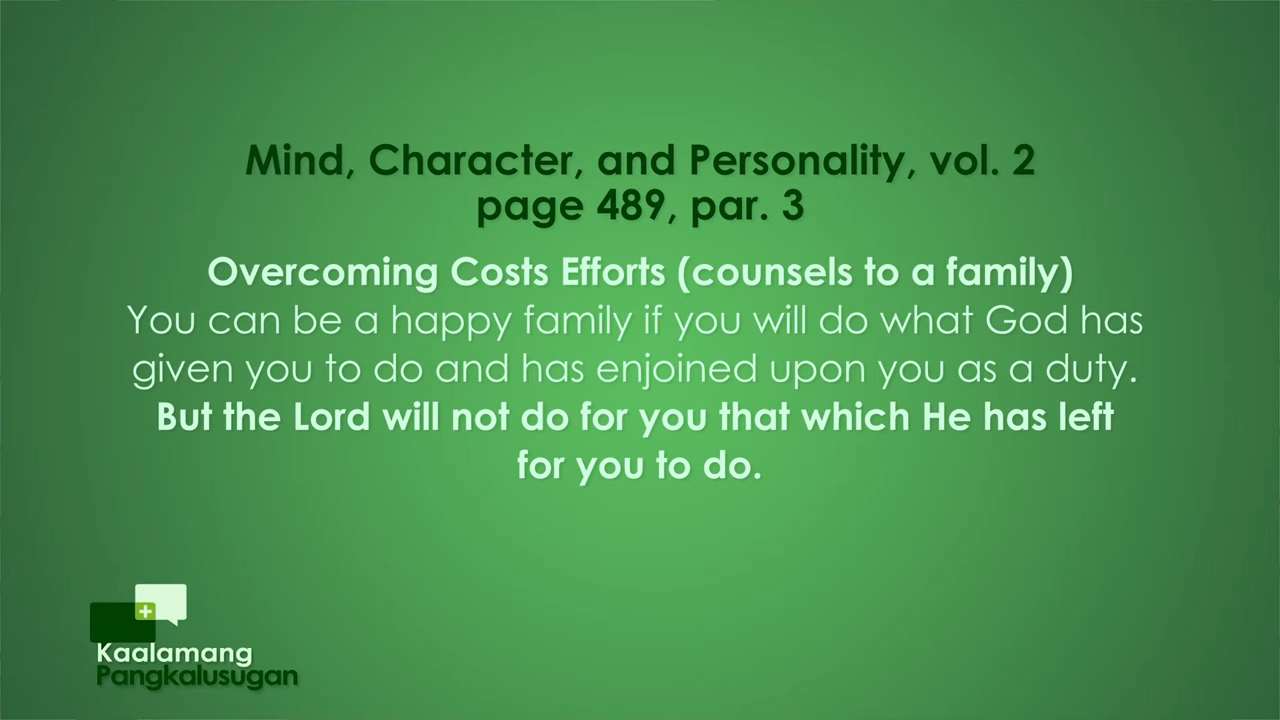 Mind, Character, and Personality, vol. 2
page 489, par. 3
Overcoming Costs Efforts (counsels to a family)
You can be a happy family if you will do what God has
given you to do and has enjoined upon you as a duty.
But the Lord will not do for you that which He has left
for you to do.
Kaalamang
Pangkalusugan